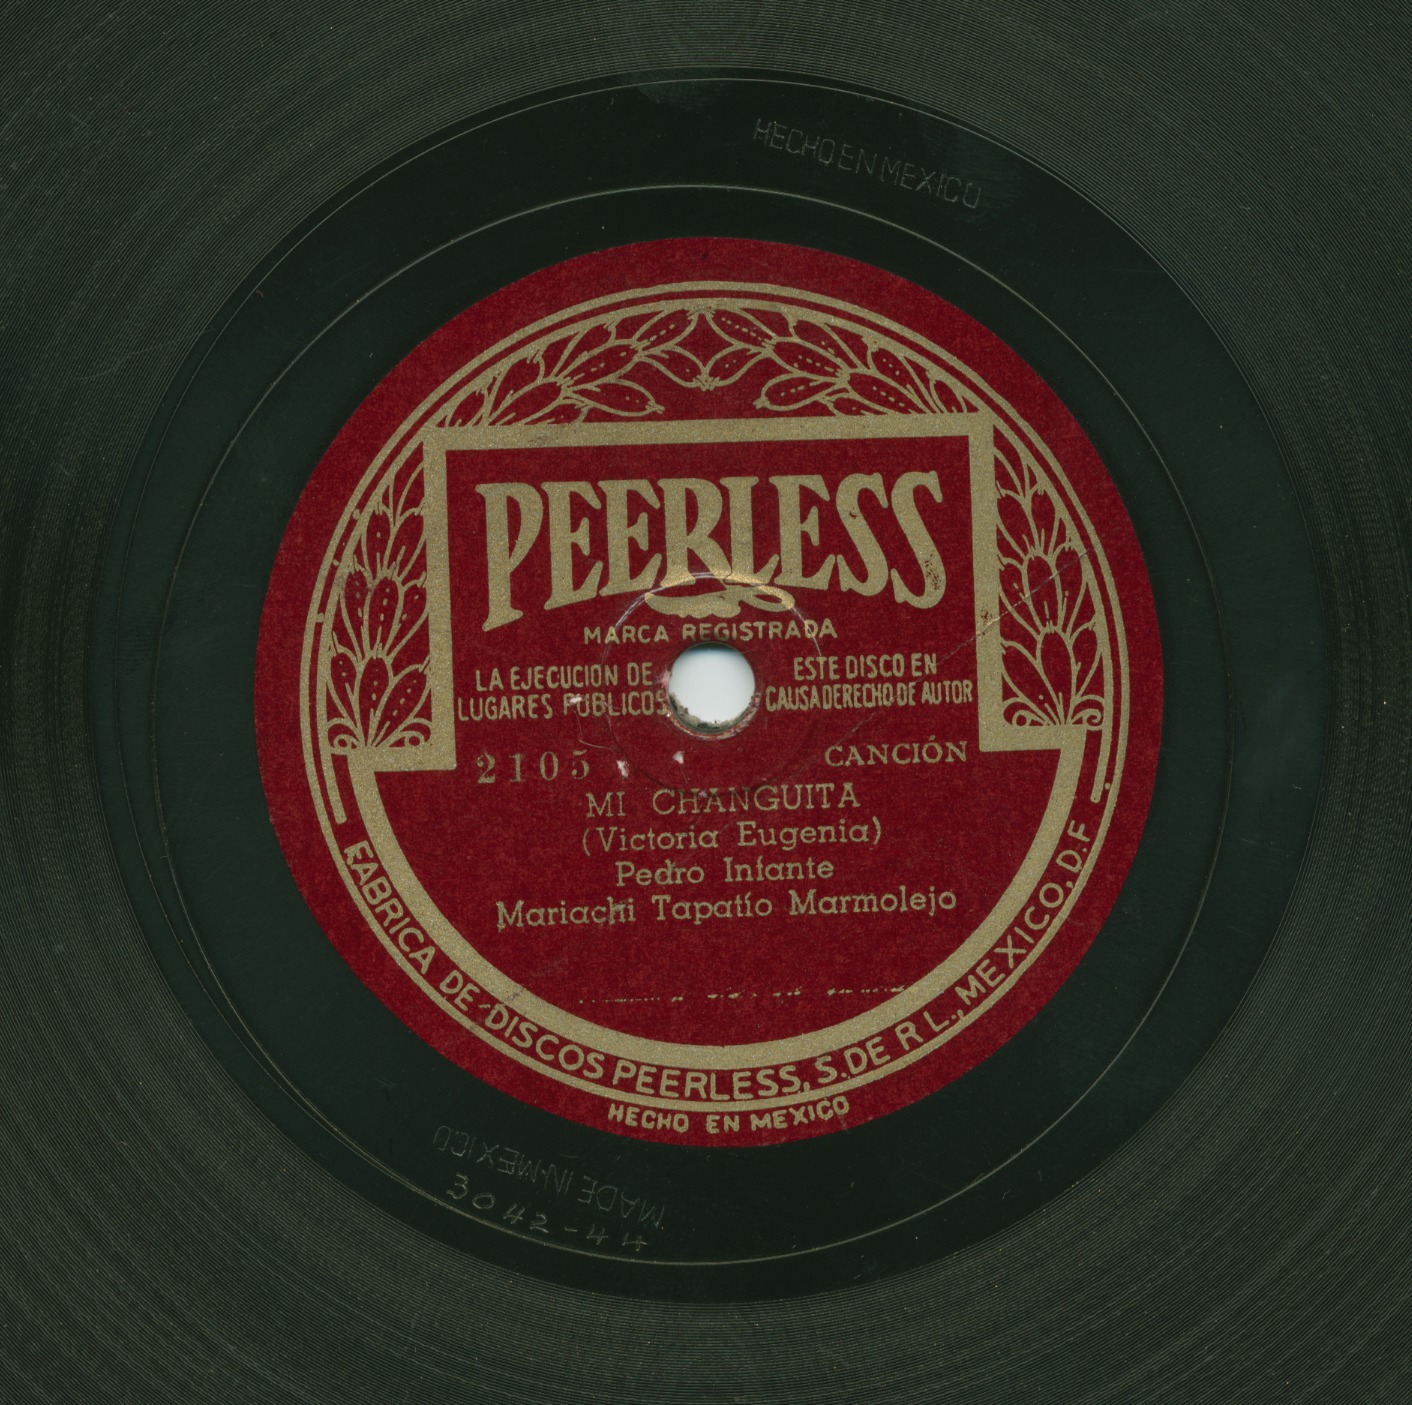 HECHO EN MEXICO
PEERLESS
MARCA REGISTRADA
LA EJECUCION DE
LUGARES PUBLICOS
ESTE DISCO EN
CAUSA DERECHO DE AUTOR
2105
CANCIÓN
MI CHANGUITA
(Victoria Eugenia)
Pedro Infante
Mariachi Tapatío Marmolejo
FABRICA DE DISCOS PEERLESS, S. DE R L., MEXICO, D.F
HECHO EN MEXICO
MADE IN MEXICO
3042-44